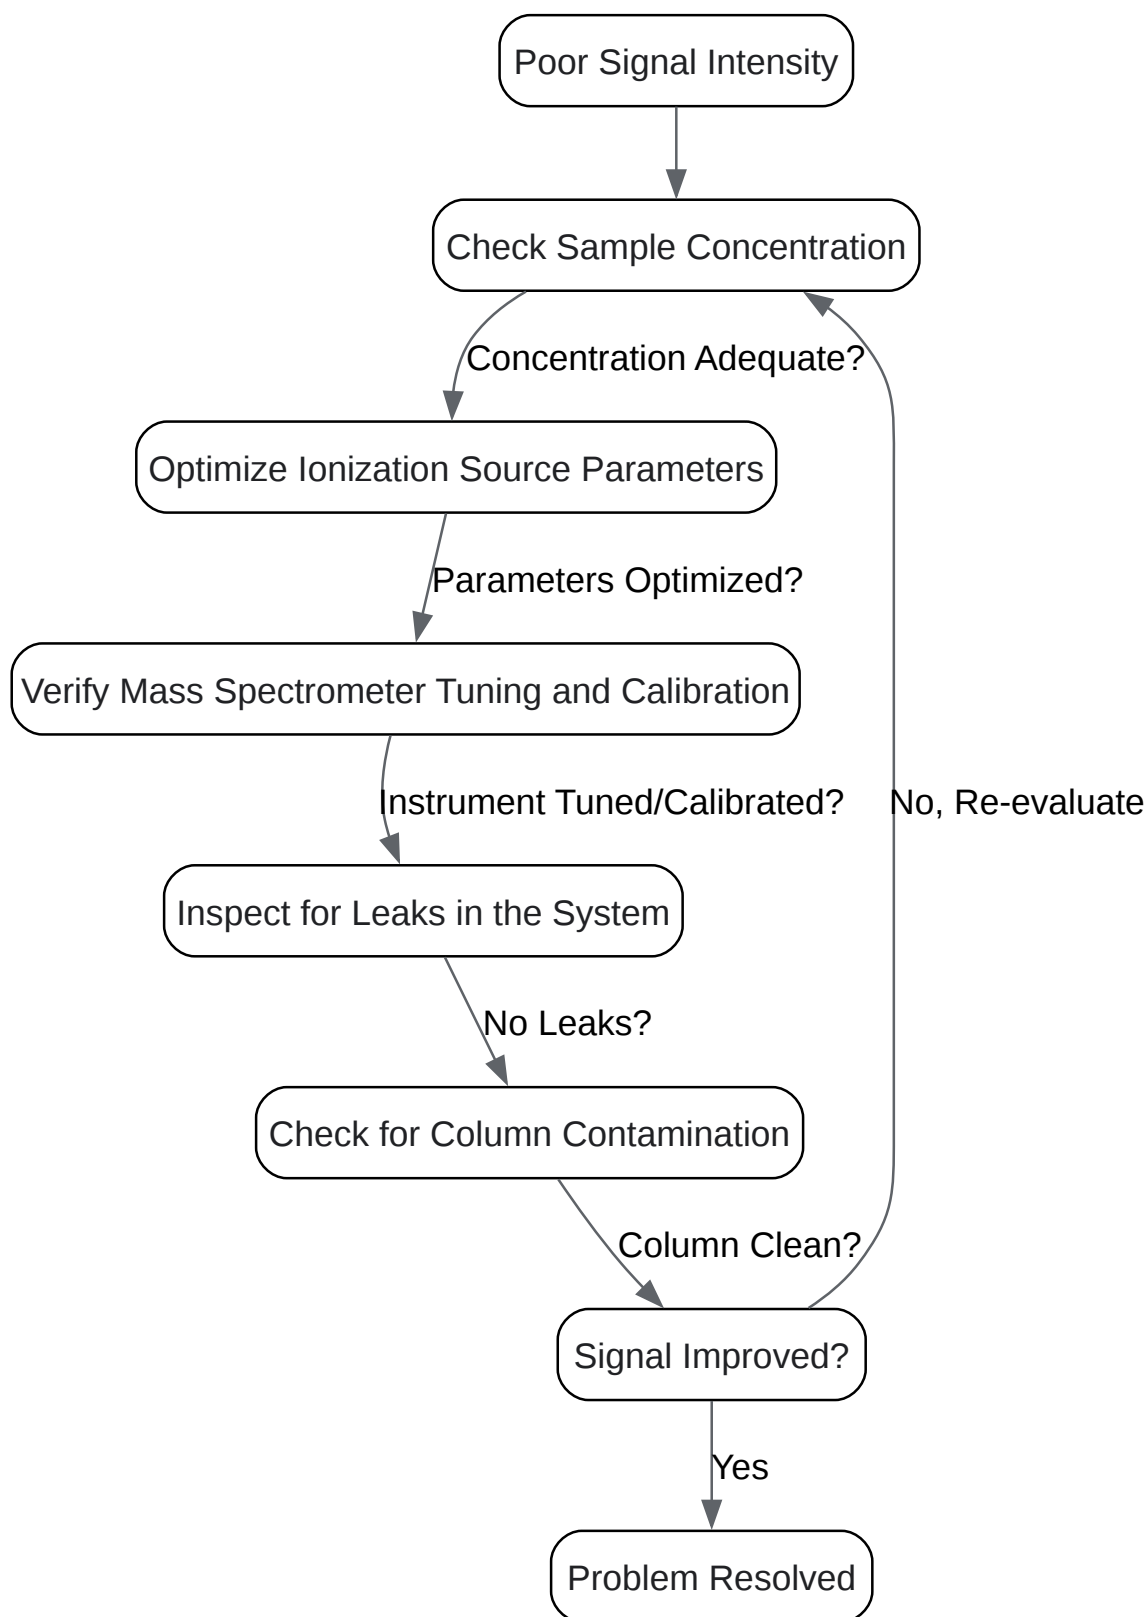 Poor Signal Intensity
Check Sample Concentration
Concentration Adequate?
Optimize Ionization Source Parameters
Parameters Optimized?
Verify Mass Spectrometer Tuning and Calibration
Instrument Tuned/Calibrated?
No, Re-evaluate
Inspect for Leaks in the System
No Leaks?
Check for Column Contamination
Column Clean?
Signal Improved?
Yes
Problem Resolved